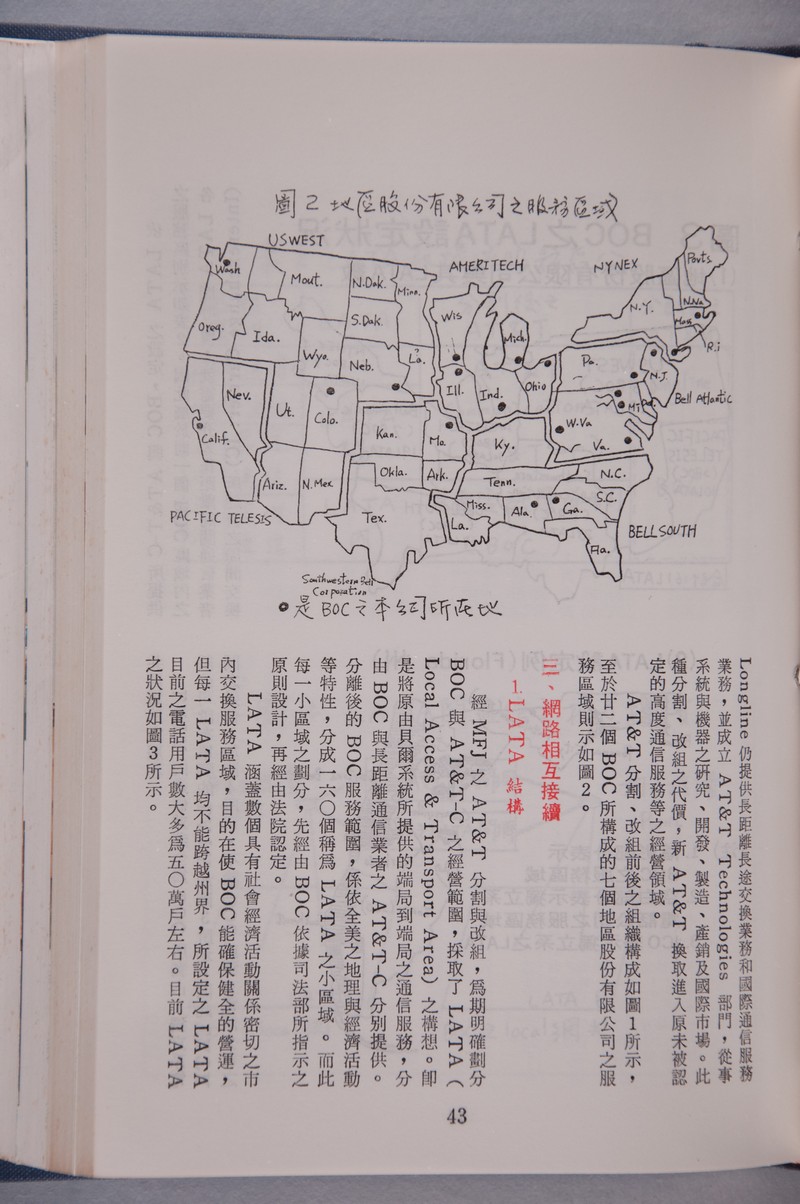 圖2 地區股份有限公司之服務區域
USWEST
AMERITECH
NYNEX
Wash
Mout.
N.Dak.
Minn.
Wis
Mich.
N.Y.
N.Va
Mass
R.i
Oreg.
Ida.
S.Dak.
Wyo.
Neb.
Ill.
Ind.
Ohio
Pa.
N.J.
Bell Atlantic
Nev.
Ut.
Colo.
Kan.
Mo.
Ky.
W.Va
Va.
Calif.
Ariz.
N.Mex
Okla.
Ark.
Tenn.
N.C.
S.C.
PACIFIC TELESIS
Tex.
Miss.
La.
Ala.
Ga.
Fla.
BELLSOUTH
Southwestern Bell
Corporation
是BOC之本公司所在地
Longline 仍提供長距離長途交換業務和國際通信服務
業務，並成立 AT&T Technologies 部門，從事
系統與機器之研究、開發、製造、產銷及國際市場。此
種分割、改組之代價，新 AT&T 換取進入原未被認
定的高度通信服務等之經營領域。
AT&T 分割、改組前後之組織構成如圖1所示，
至於廿二個 BOC 所構成的七個地區股份有限公司之服
務區域則示如圖2。
三、網路相互接續
1. LATA 結構
經 MFJ 之 AT&T 分割與改組，爲期明確劃分
BOC 與 AT&T-C 之經營範圍，採取了 LATA（
Local Access & Transport Area）之構想。卽
是將原由貝爾系統所提供的端局到端局之通信服務，分
由 BOC 與長距離通信業者之 AT&T-C 分別提供。
分離後的 BOC 服務範圍，係依全美之地理與經濟活動
等特性，分成一六〇個稱爲 LATA 之小區域。而此
每一小區域之劃分，先經由 BOC 依據司法部所指示之
原則設計，再經由法院認定。
LATA 涵蓋數個具有社會經濟活動關係密切之市
內交換服務區域，目的在使 BOC 能確保健全的營運，
但每一 LATA 均不能跨越州界，所設定之 LATA
目前之電話用戶數大多爲五〇萬戶左右。目前 LATA
之狀況如圖3所示。
43